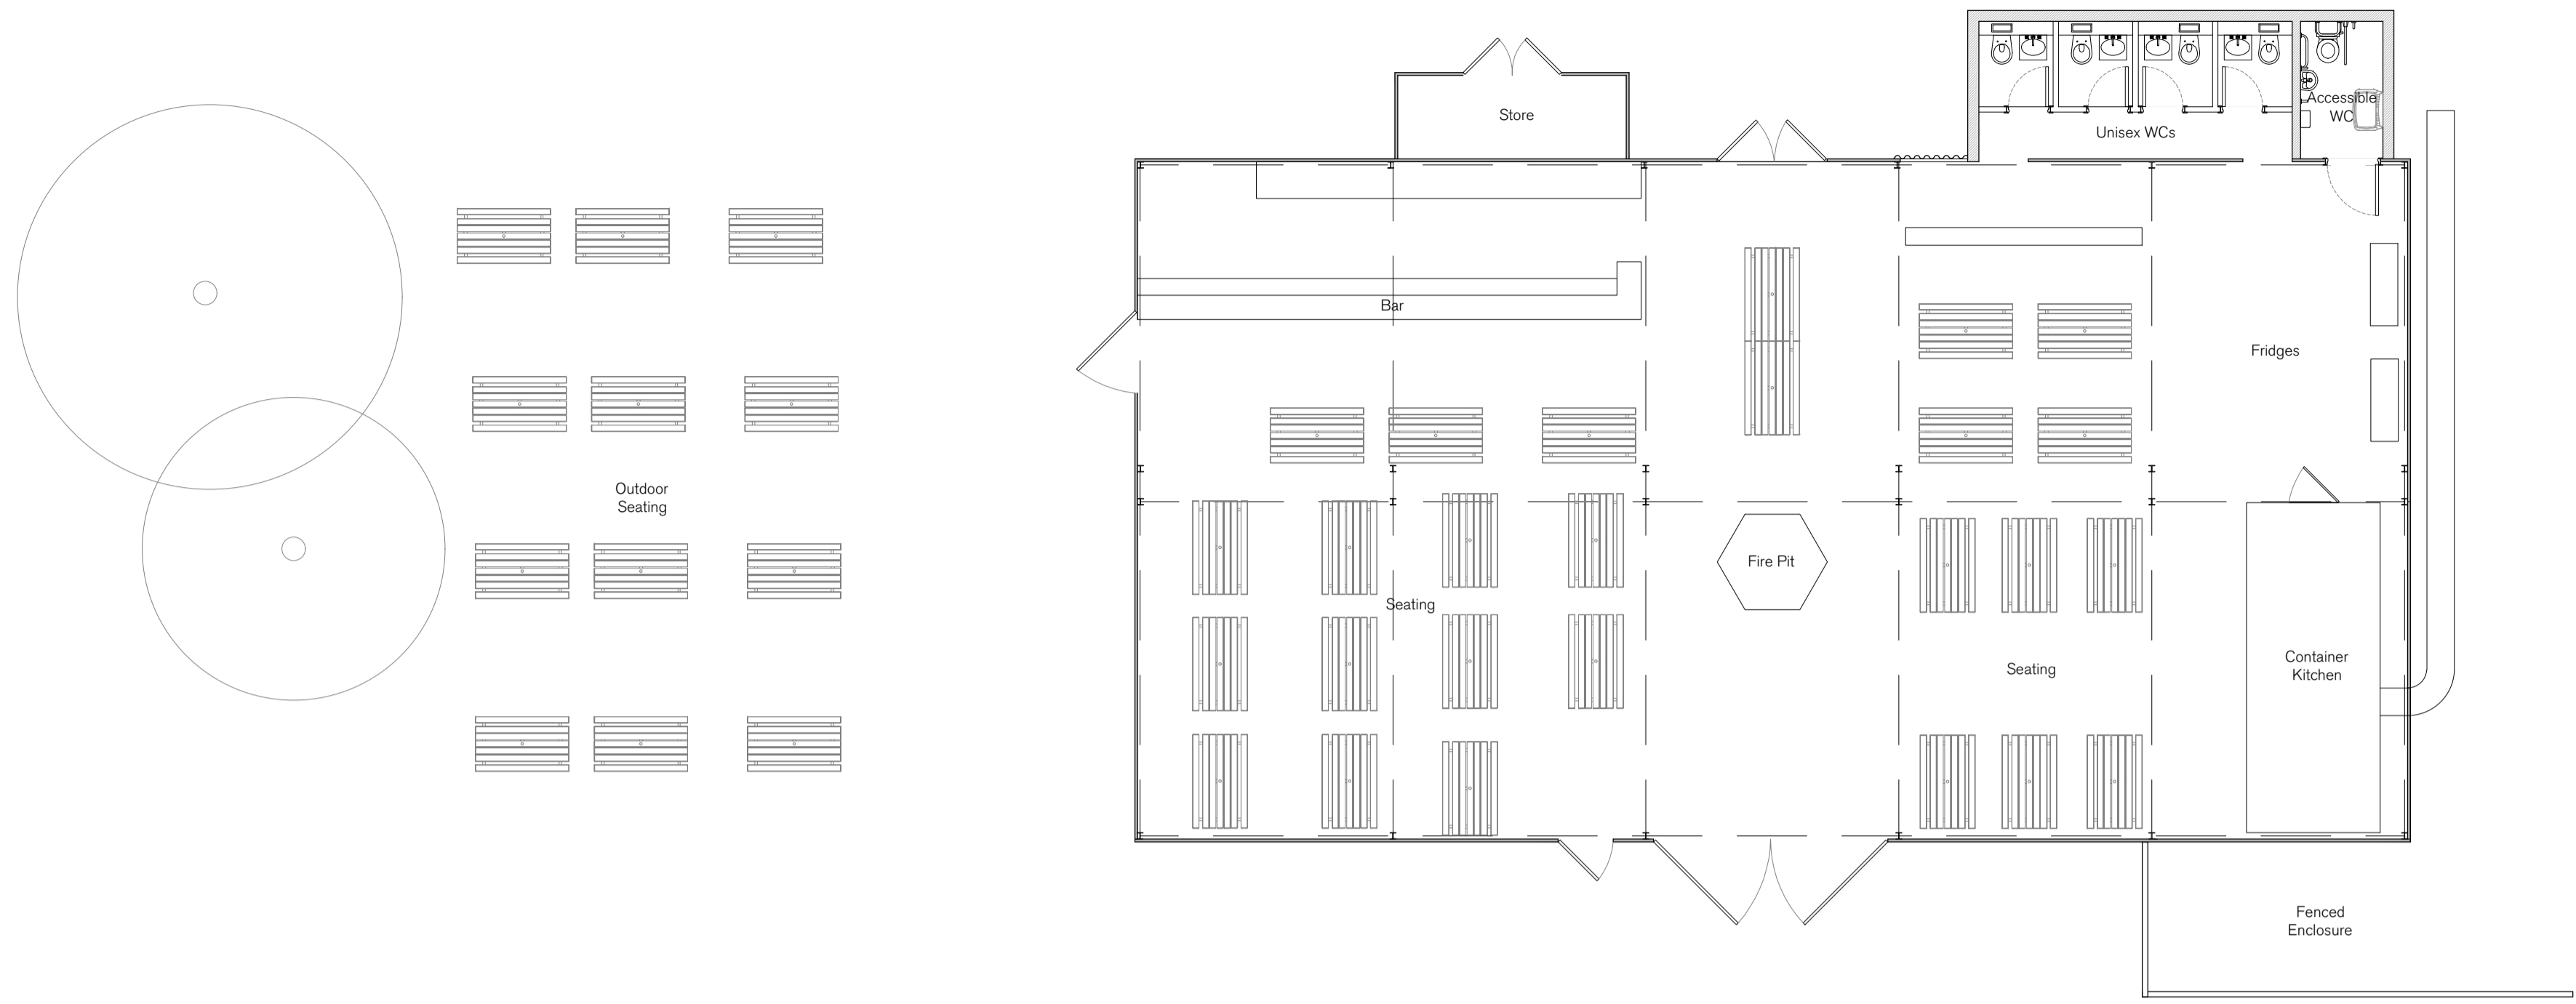 Store
Accessible
WC
Unisex WCs
Bar
Fridges
Outdoor
Seating
Fire Pit
Seating
Seating
Container
Kitchen
Fenced
Enclosure